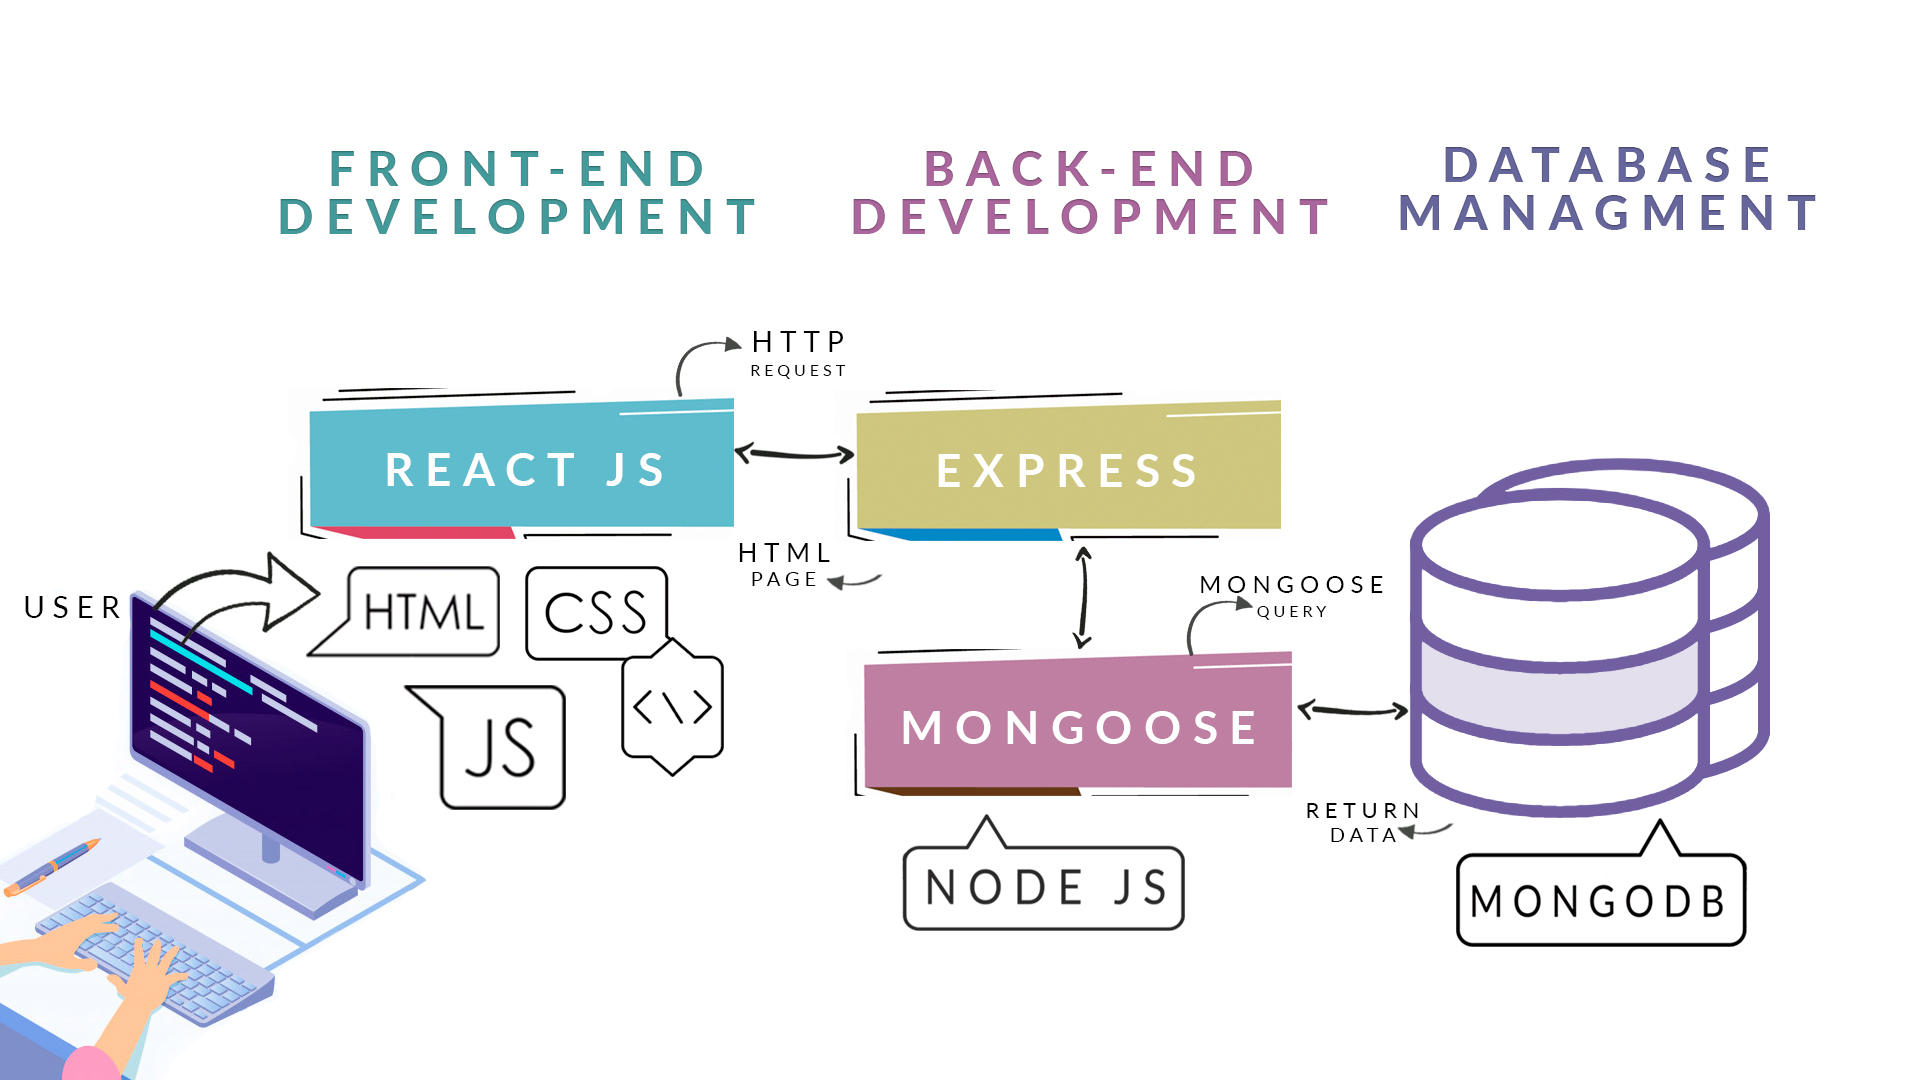 FRONT-END
DEVELOPMENT
BACK-END
DEVELOPMENT
DATABASE
MANAGMENT
HTTP
REQUEST
REACT JS
EXPRESS
HTML
PAGE
USER
HTML
CSS
<\>
JS
MONGOOSE
QUERY
MONGOOSE
RETURN
DATA
NODE JS
MONGODB